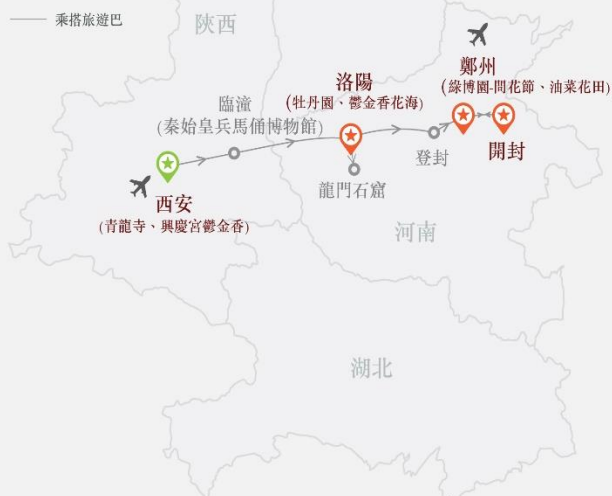 乘搭旅遊巴
陝西
鄭州
(綠博園-間花節、油菜花田)
洛陽
(牡丹園、鬱金香花海)
臨潼
(秦始皇兵馬俑博物館)
登封
開封
龍門石窟
西安
(青龍寺、興慶宮鬱金香)
河南
湖北